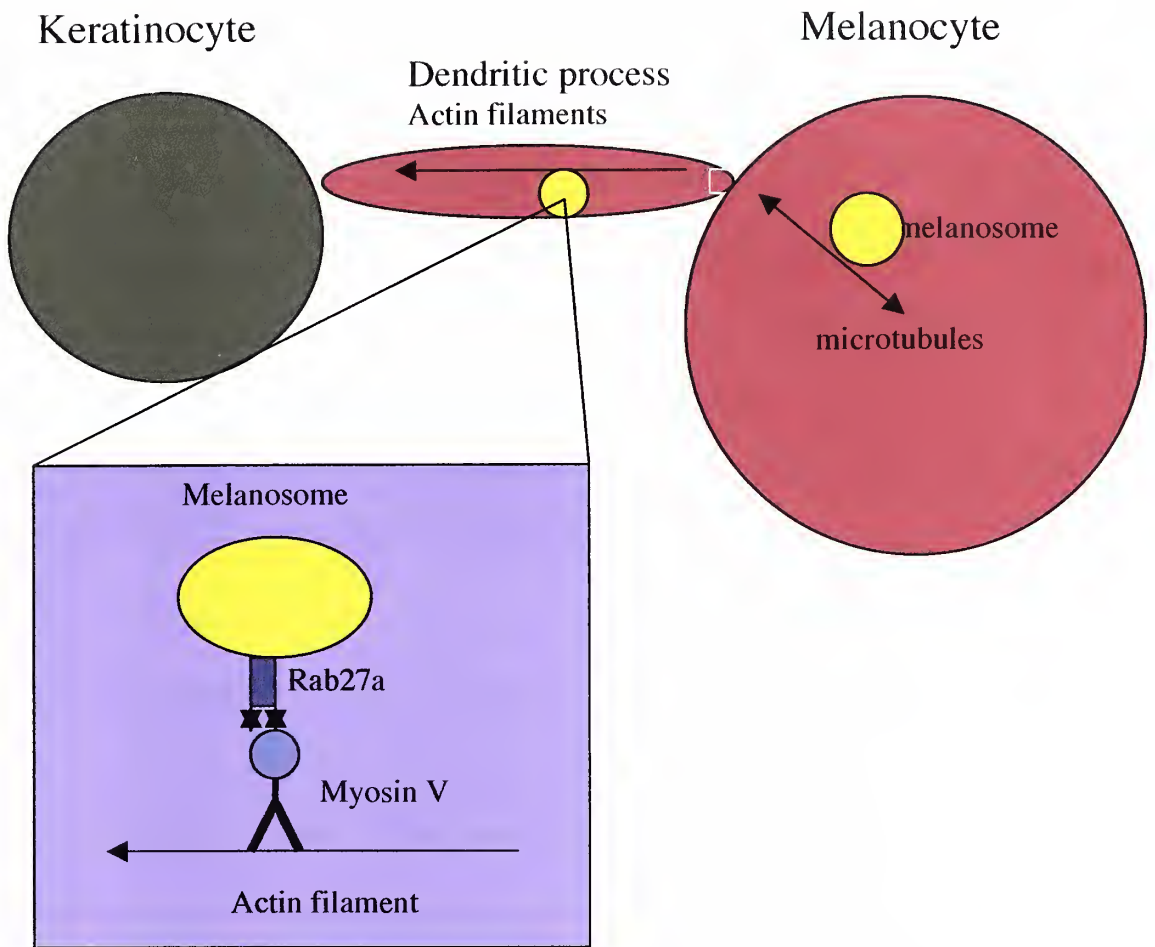 Keratinocyte
Melanocyte
Dendritic process
Actin filaments
melanosome
microtubules
Melanosome
Rab27a
Myosin V
Actin filament